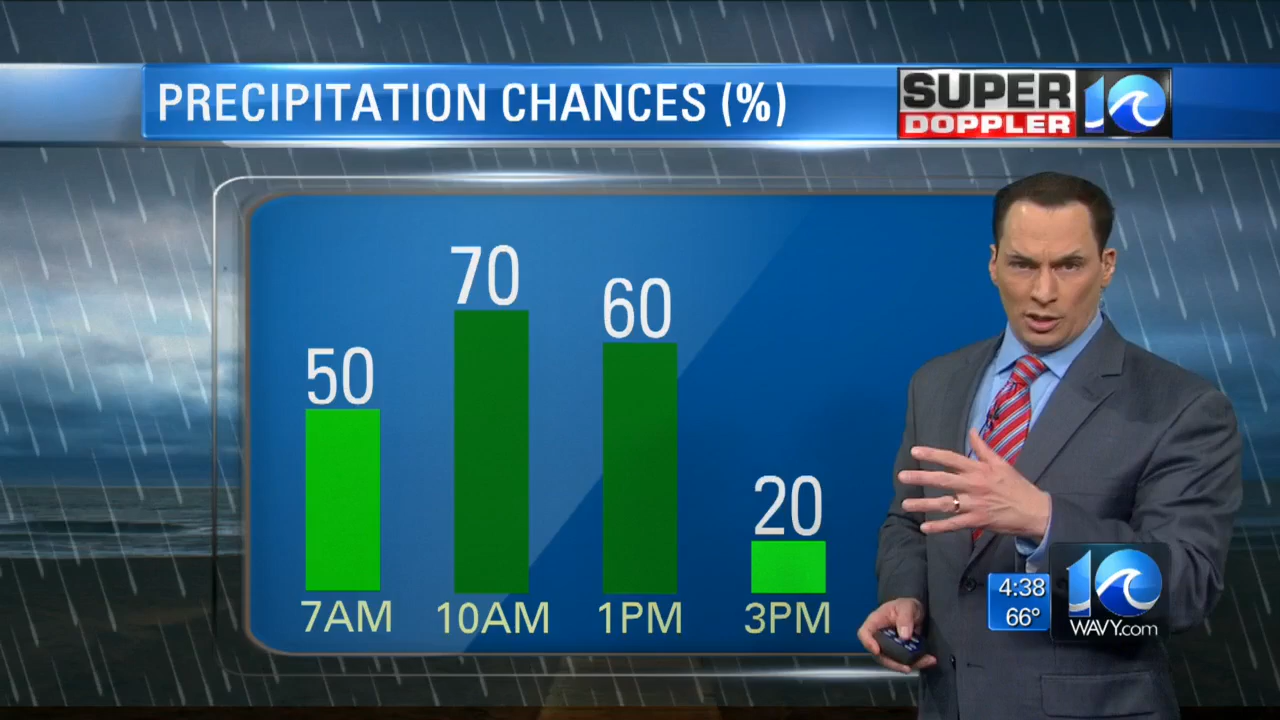 PRECIPITATION CHANCES (%)
SUPER
DOPPLER
10
50
70
60
20
7AM
10AM
1PM
3PM
4:38
66°
10
WAVY.com